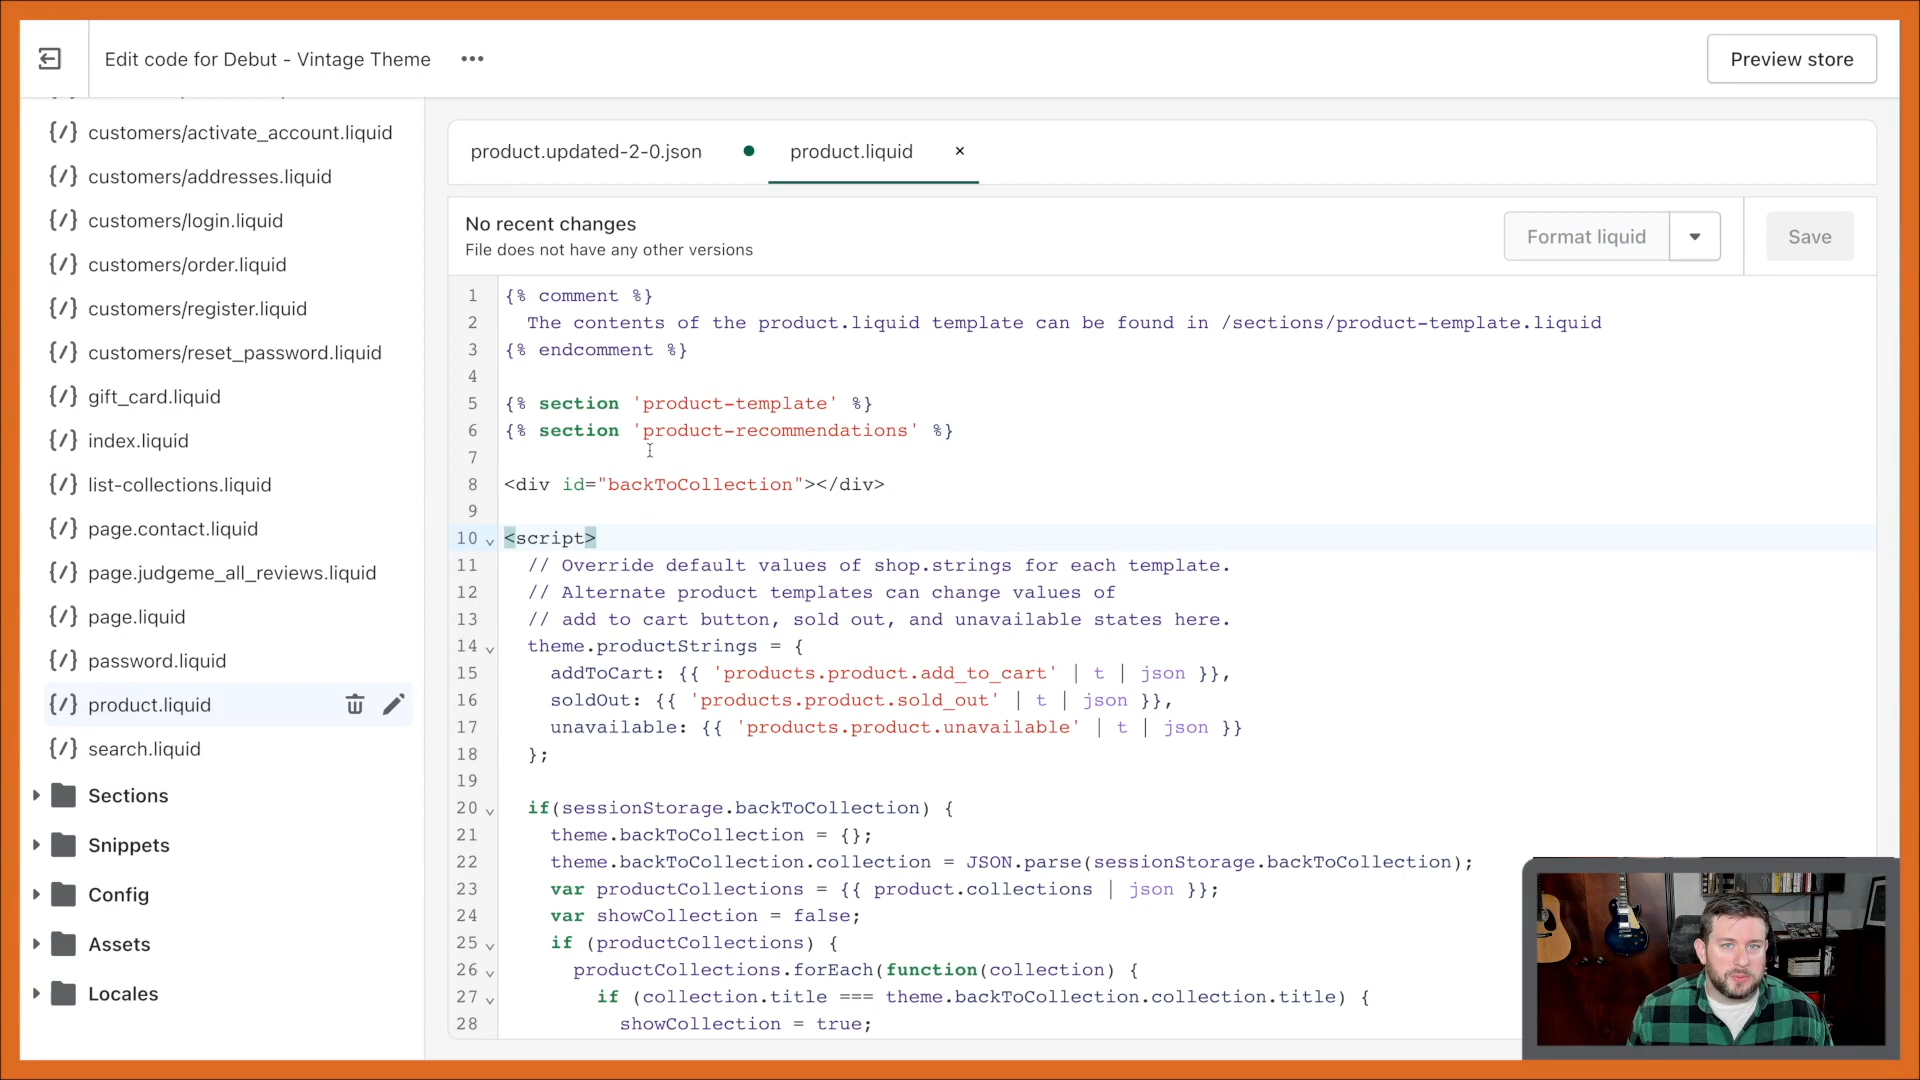 Edit code for Debut - Vintage Theme •••
Preview store
{/} customers/activate_account.liquid
{/} customers/addresses.liquid
{/} customers/login.liquid
{/} customers/order.liquid
{/} customers/register.liquid
{/} customers/reset_password.liquid
{/} gift_card.liquid
{/} index.liquid
{/} list-collections.liquid
{/} page.contact.liquid
{/} page.judgeme_all_reviews.liquid
{/} page.liquid
{/} password.liquid
{/} product.liquid
{/} search.liquid
Sections
Snippets
Config
Assets
Locales
product.updated-2-0.json
product.liquid ×
No recent changes
File does not have any other versions
Format liquid
Save
1 {% comment %}
2 The contents of the product.liquid template can be found in /sections/product-template.liquid
3 {% endcomment %}
4
5 {% section 'product-template' %}
6 {% section 'product-recommendations' %}
7
8 <div id="backToCollection"></div>
9
10 <script>
11 // Override default values of shop.strings for each template.
12 // Alternate product templates can change values of
13 // add to cart button, sold out, and unavailable states here.
14 theme.productStrings = {
15 addToCart: {{ 'products.product.add_to_cart' | t | json }},
16 soldOut: {{ 'products.product.sold_out' | t | json }},
17 unavailable: {{ 'products.product.unavailable' | t | json }}
18 };
19
20 if(sessionStorage.backToCollection) {
21 theme.backToCollection = {};
22 theme.backToCollection.collection = JSON.parse(sessionStorage.backToCollection);
23 var productCollections = {{ product.collections | json }};
24 var showCollection = false;
25 if (productCollections) {
26 productCollections.forEach(function(collection) {
27 if (collection.title === theme.backToCollection.collection.title) {
28 showCollection = true;